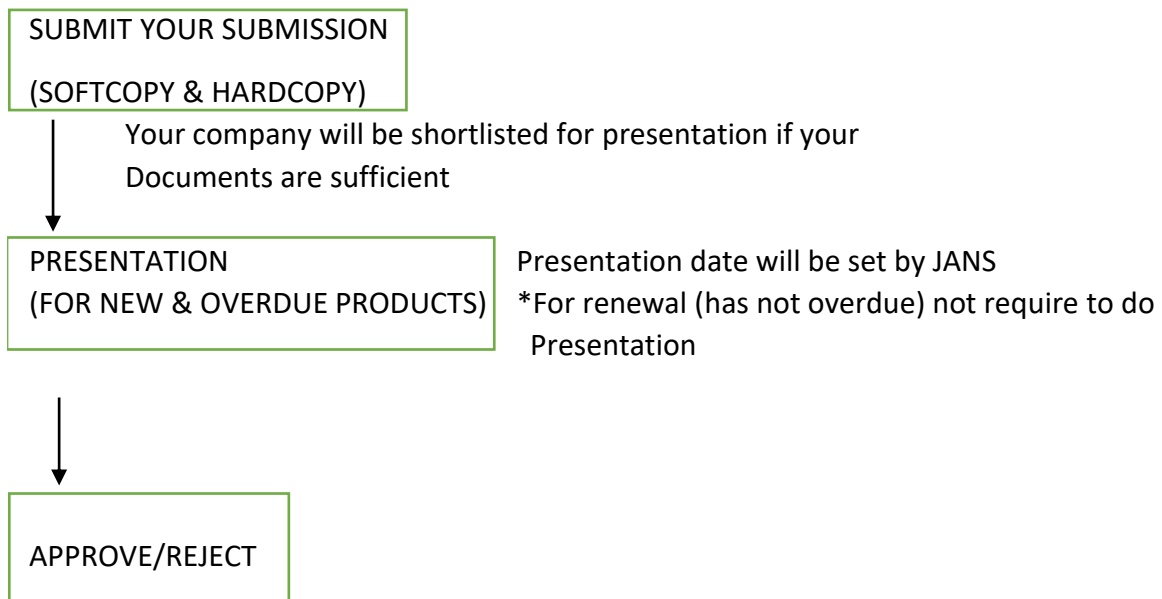 SUBMIT YOUR SUBMISSION
(SOFTCOPY & HARDCOPY)
Your company will be shortlisted for presentation if your
Documents are sufficient
PRESENTATION
(FOR NEW & OVERDUE PRODUCTS)
Presentation date will be set by JANS
*For renewal (has not overdue) not require to do
Presentation
APPROVE/REJECT